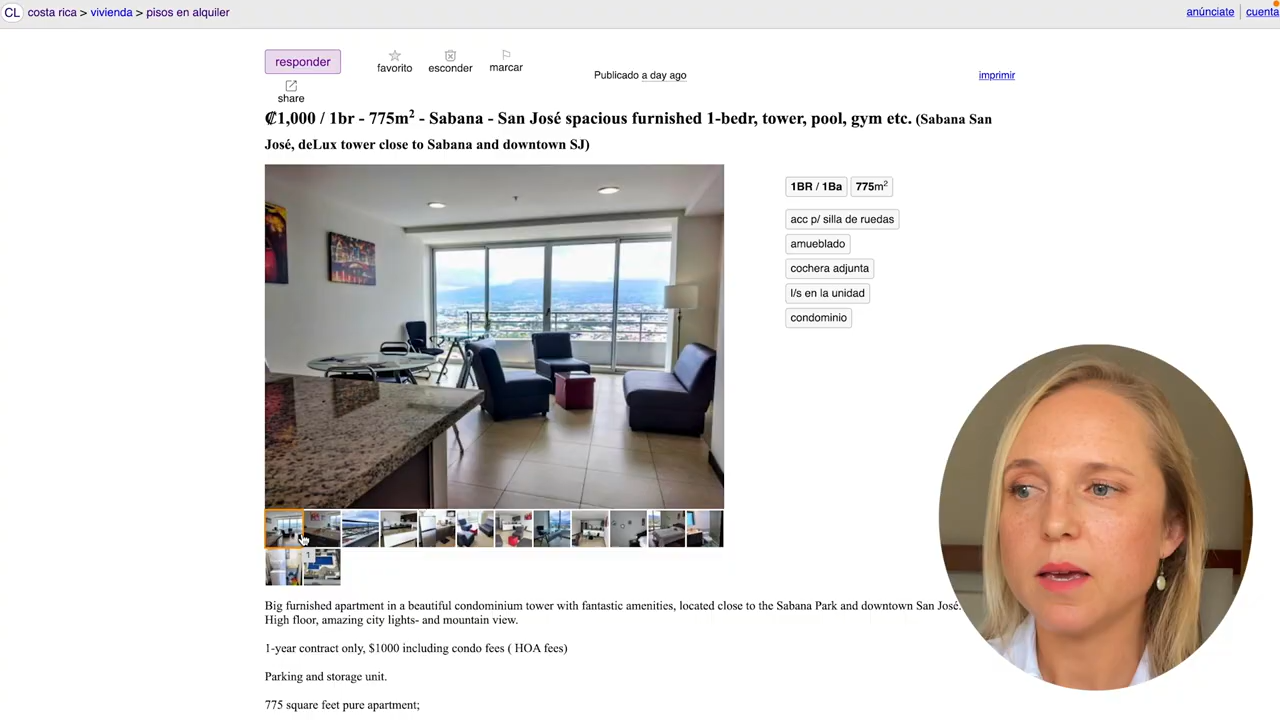 CL costa rica > vivienda > pisos en alquiler
anúnciate cuenta
responder
favorito esconder marcar
share
Publicado a day ago
imprimir
₡1,000 / 1br - 775m² - Sabana - San José spacious furnished 1-bedr, tower, pool, gym etc. (Sabana San
José, deLux tower close to Sabana and downtown SJ)
1BR / 1Ba 775m²
acc p/ silla de ruedas
amueblado
cochera adjunta
l/s en la unidad
condominio
1
Big furnished apartment in a beautiful condominium tower with fantastic amenities, located close to the Sabana Park and downtown San José.
High floor, amazing city lights- and mountain view.
1-year contract only, $1000 including condo fees ( HOA fees)
Parking and storage unit.
775 square feet pure apartment;